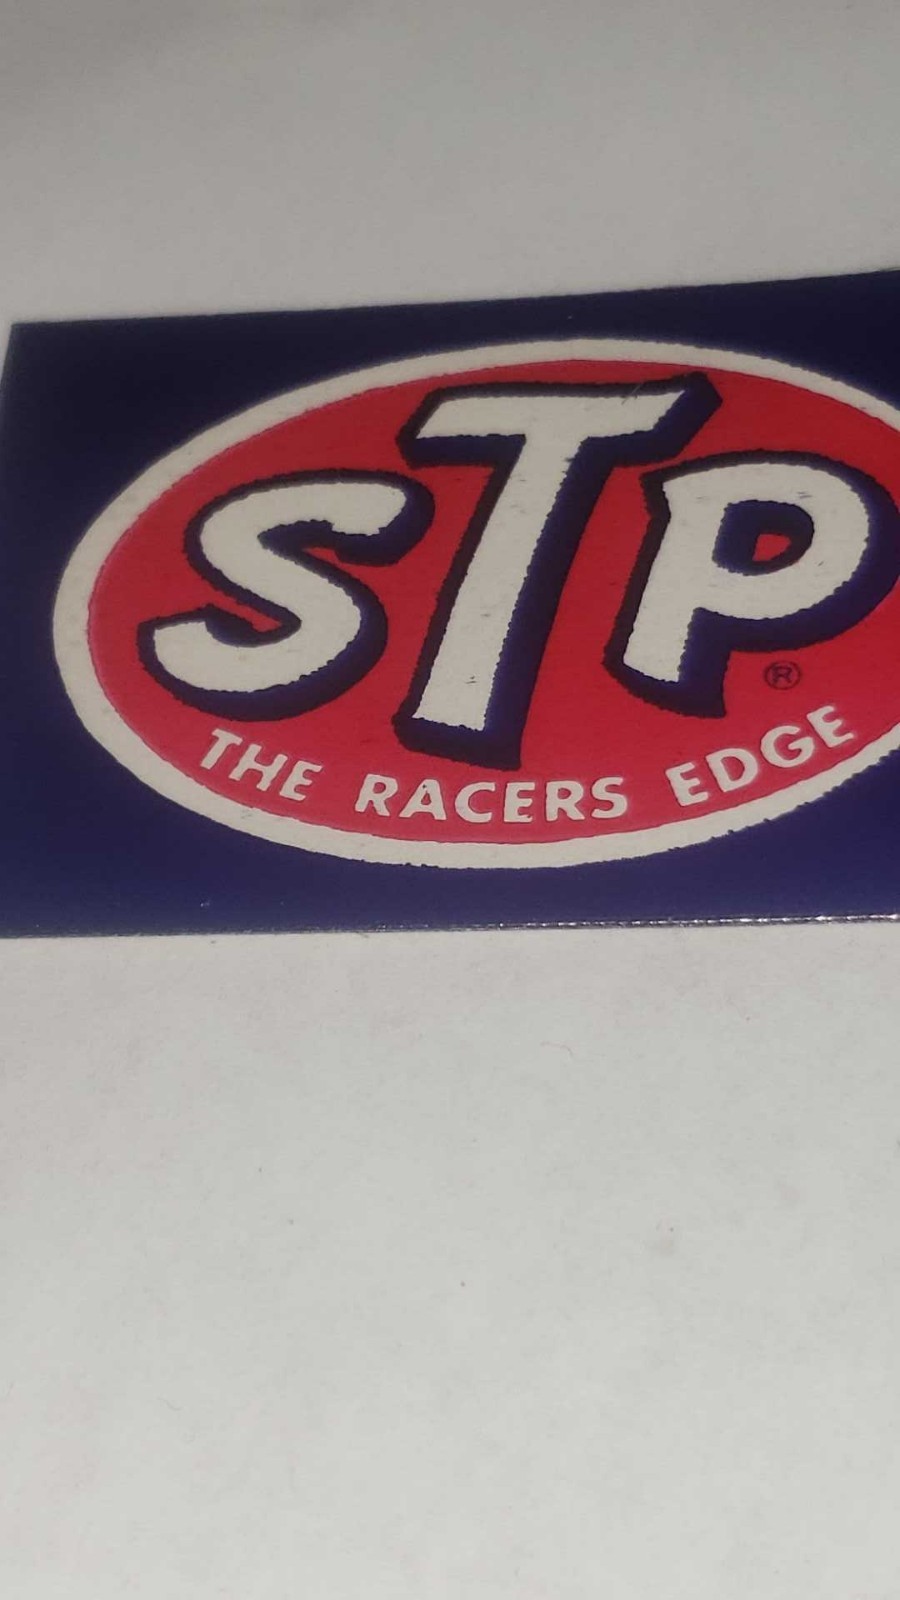 STP
®
THE RACERS EDGE